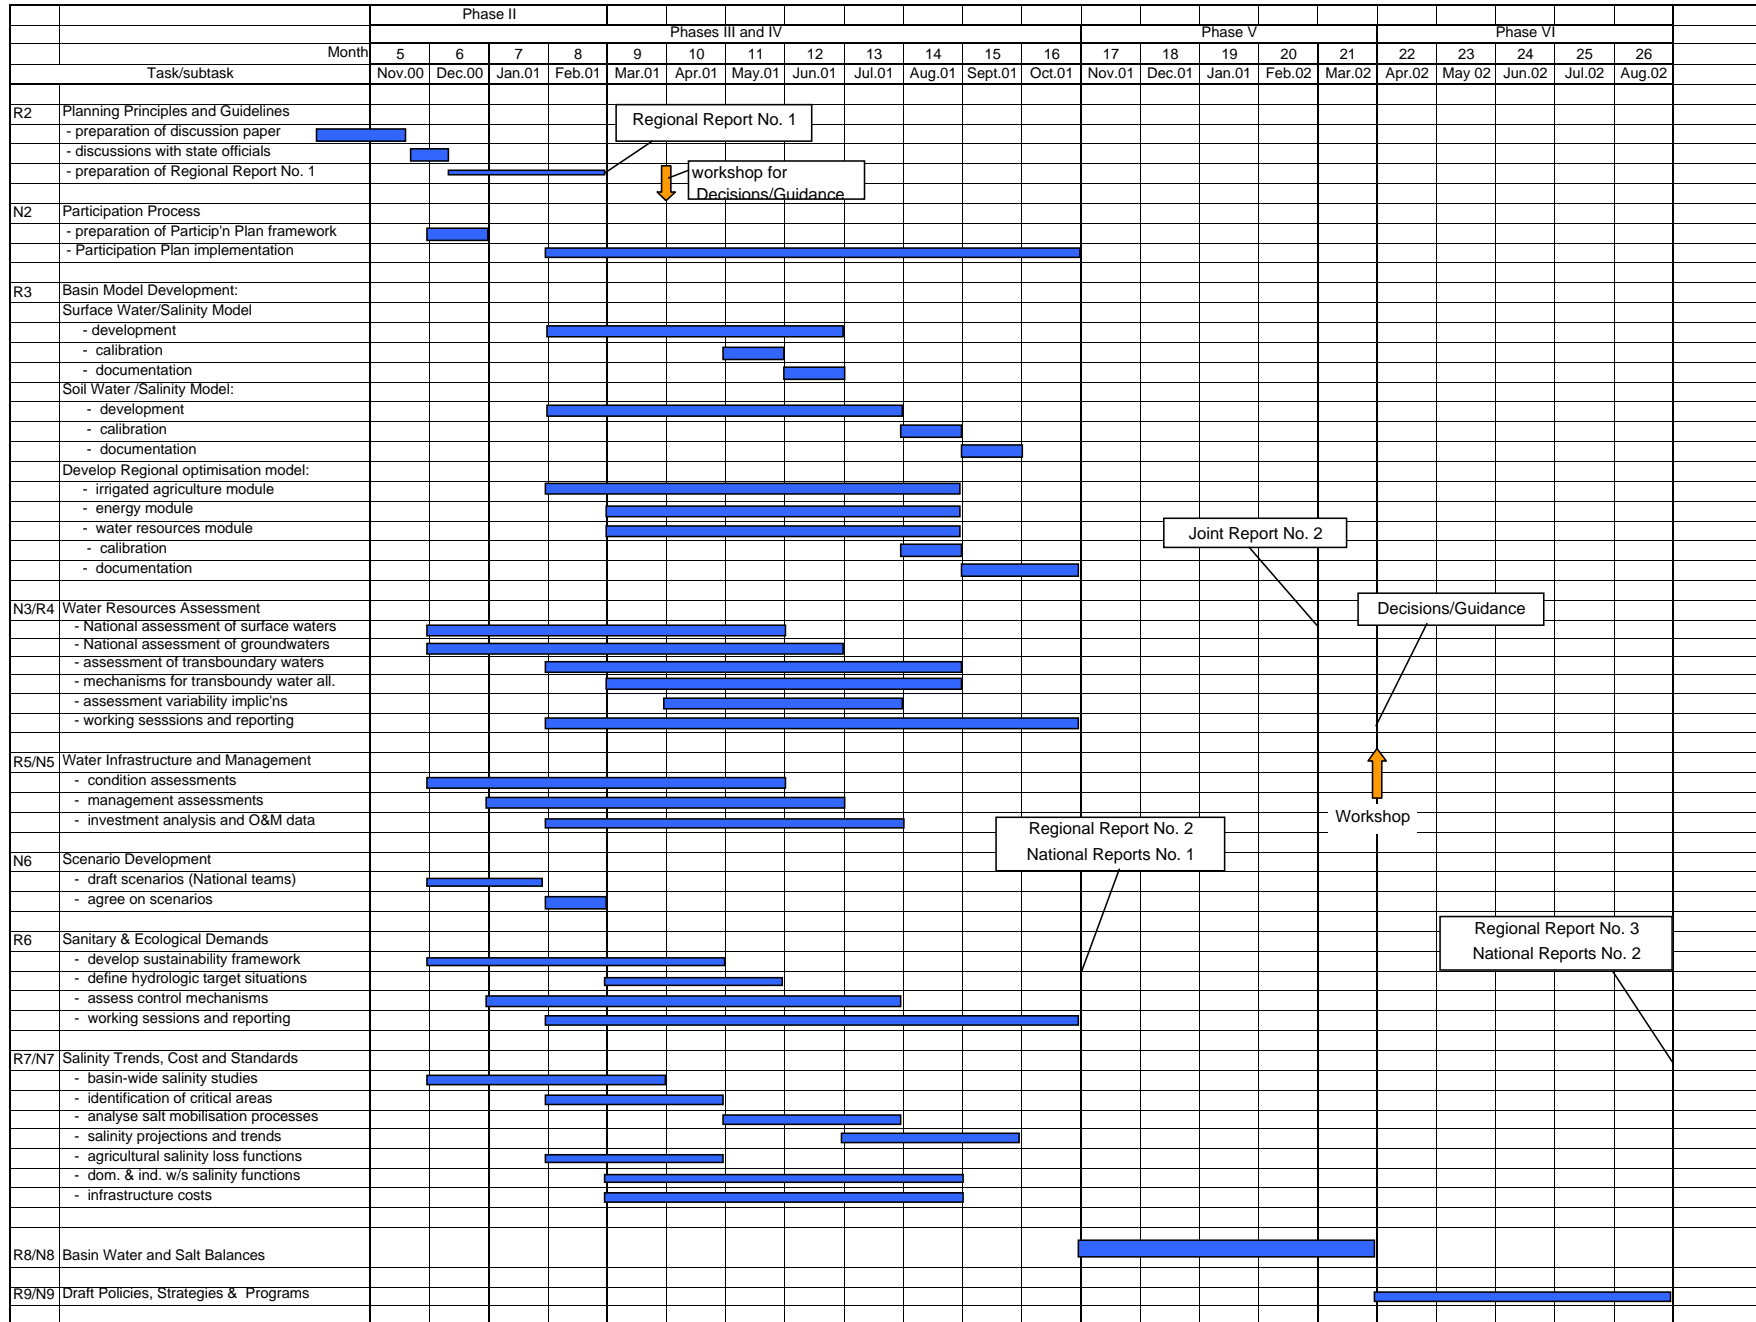 Phase II
Phases III and IV Phase V Phase VI
Month 5 6 7 8 9 10 11 12 13 14 15 16 17 18 19 20 21 22 23 24 25 26
Task/subtask Nov.00 Dec.00 Jan.01 Feb.01 Mar.01 Apr.01 May.01 Jun.01 Jul.01 Aug.01 Sept.01 Oct.01 Nov.01 Dec.01 Jan.01 Feb.02 Mar.02 Apr.02 May 02 Jun.02 Jul.02 Aug.02
R2 Planning Principles and Guidelines
Regional Report No. 1
- preparation of discussion paper
- discussions with state officials
- preparation of Regional Report No. 1
workshop for
Decisions/Guidance
N2 Participation Process
- preparation of Particip'n Plan framework
- Participation Plan implementation
R3 Basin Model Development:
Surface Water/Salinity Model
- development
- calibration
- documentation
Soil Water /Salinity Model:
- development
- calibration
- documentation
Develop Regional optimisation model:
- irrigated agriculture module
- energy module
- water resources module
Joint Report No. 2
- calibration
- documentation
N3/R4 Water Resources Assessment
Decisions/Guidance
- National assessment of surface waters
- National assessment of groundwaters
- assessment of transboundary waters
- mechanisms for transboundy water all.
- assessment variability implic'ns
- working sesssions and reporting
R5/N5 Water Infrastructure and Management
- condition assessments
- management assessments
- investment analysis and O&M data
Workshop
Regional Report No. 2
National Reports No. 1
N6 Scenario Development
- draft scenarios (National teams)
- agree on scenarios
R6 Sanitary & Ecological Demands
Regional Report No. 3
National Reports No. 2
- develop sustainability framework
- define hydrologic target situations
- assess control mechanisms
- working sessions and reporting
R7/N7 Salinity Trends, Cost and Standards
- basin-wide salinity studies
- identification of critical areas
- analyse salt mobilisation processes
- salinity projections and trends
- agricultural salinity loss functions
- dom. & ind. w/s salinity functions
- infrastructure costs
R8/N8 Basin Water and Salt Balances
R9/N9 Draft Policies, Strategies & Programs